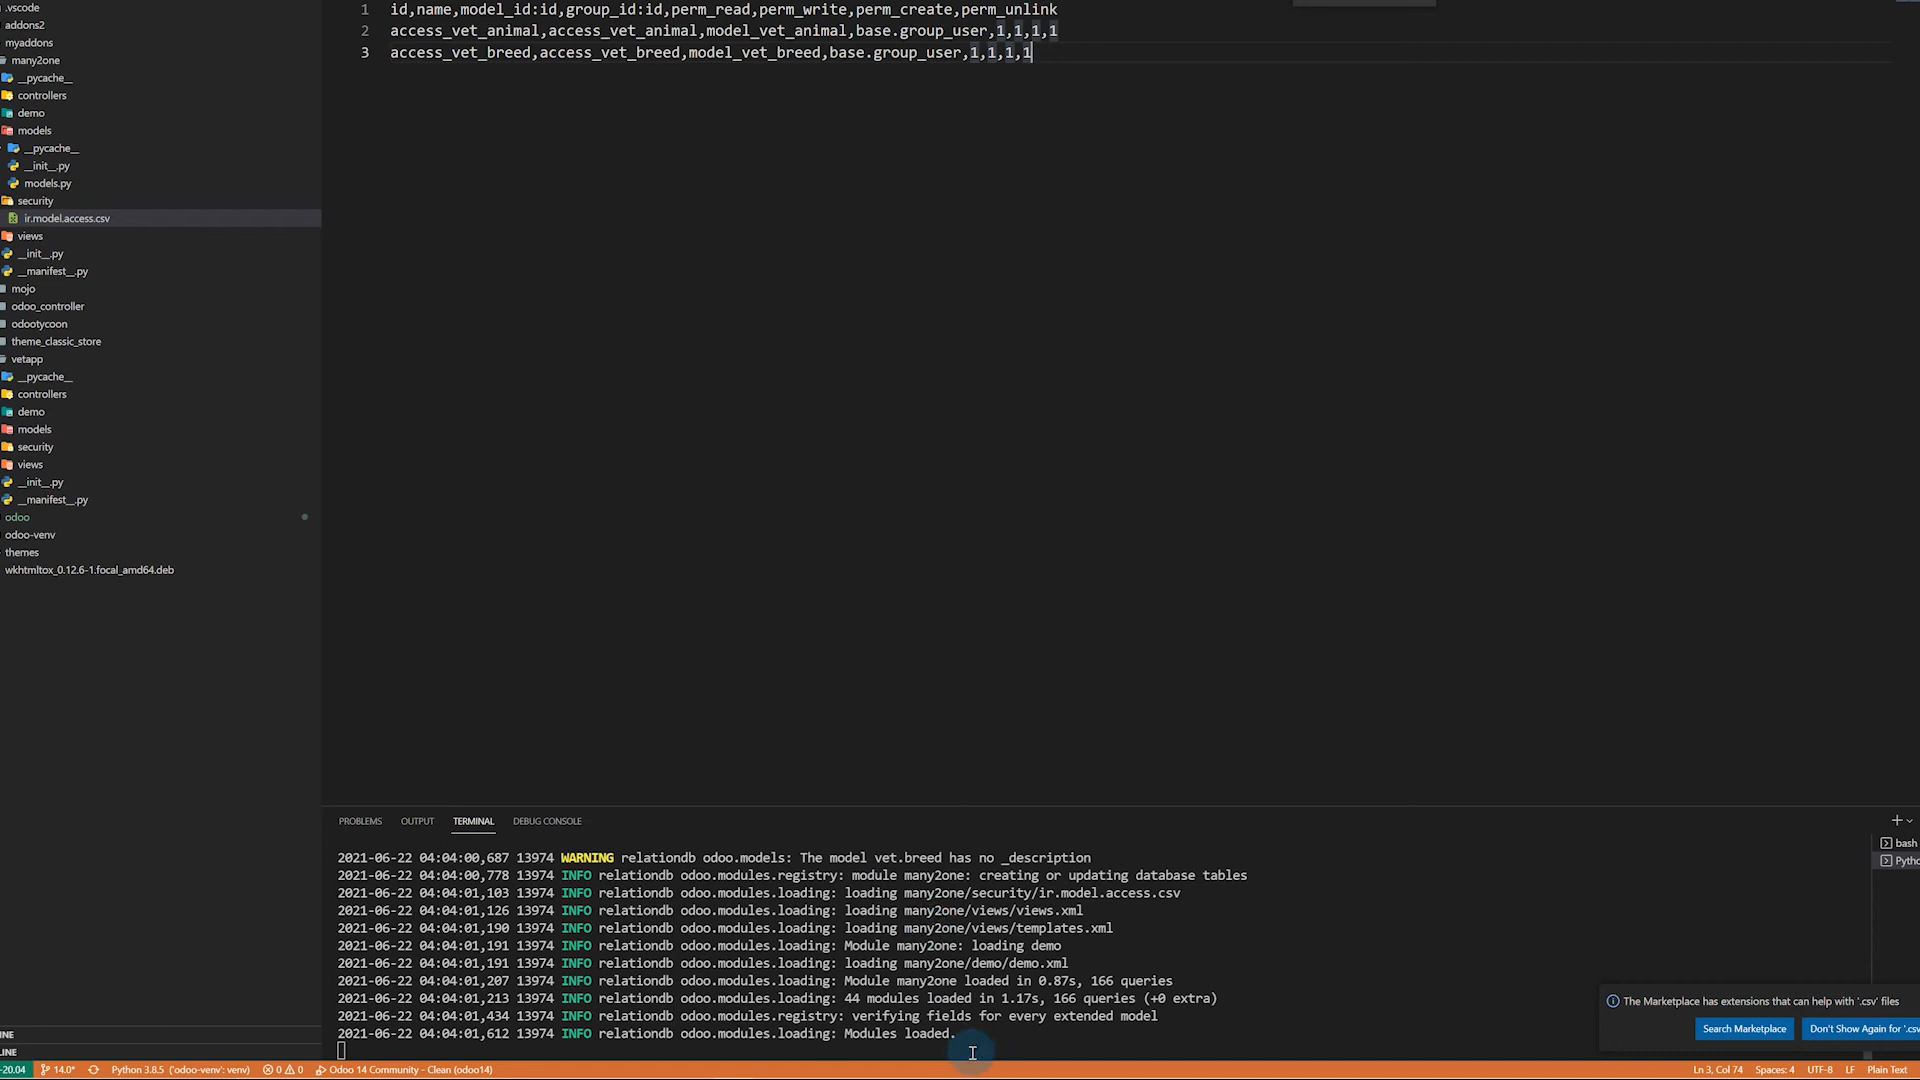 .vscode
addons2
myaddons
many2one
__pycache__
controllers
demo
models
__pycache__
__init__.py
models.py
security
ir.model.access.csv
views
__init__.py
__manifest__.py
mojo
odoo_controller
odootycoon
theme_classic_store
vetapp
__pycache__
controllers
demo
models
security
views
__init__.py
__manifest__.py
odoo
odoo-venv
themes
wkhtmltox_0.12.6-1.focal_amd64.deb
INE
LINE
1 id,name,model_id:id,group_id:id,perm_read,perm_write,perm_create,perm_unlink
2 access_vet_animal,access_vet_animal,model_vet_animal,base.group_user,1,1,1,1
3 access_vet_breed,access_vet_breed,model_vet_breed,base.group_user,1,1,1,1
PROBLEMS OUTPUT TERMINAL DEBUG CONSOLE
2021-06-22 04:04:00,687 13974 WARNING relationdb odoo.models: The model vet.breed has no _description
2021-06-22 04:04:00,778 13974 INFO relationdb odoo.modules.registry: module many2one: creating or updating database tables
2021-06-22 04:04:01,103 13974 INFO relationdb odoo.modules.loading: loading many2one/security/ir.model.access.csv
2021-06-22 04:04:01,126 13974 INFO relationdb odoo.modules.loading: loading many2one/views/views.xml
2021-06-22 04:04:01,190 13974 INFO relationdb odoo.modules.loading: loading many2one/views/templates.xml
2021-06-22 04:04:01,191 13974 INFO relationdb odoo.modules.loading: Module many2one: loading demo
2021-06-22 04:04:01,191 13974 INFO relationdb odoo.modules.loading: loading many2one/demo/demo.xml
2021-06-22 04:04:01,207 13974 INFO relationdb odoo.modules.loading: Module many2one loaded in 0.87s, 166 queries
2021-06-22 04:04:01,213 13974 INFO relationdb odoo.modules.loading: 44 modules loaded in 1.17s, 166 queries (+0 extra)
2021-06-22 04:04:01,434 13974 INFO relationdb odoo.modules.registry: verifying fields for every extended model
2021-06-22 04:04:01,612 13974 INFO relationdb odoo.modules.loading: Modules loaded.
bash
Pytho
The Marketplace has extensions that can help with '.csv' files
Search Marketplace Don't Show Again for '.csv
-20.04 14.0* Python 3.8.5 ('odoo-venv': venv) 0 0 Odoo 14 Community - Clean (odoo14) Ln 3, Col 74 Spaces: 4 UTF-8 LF Plain Text